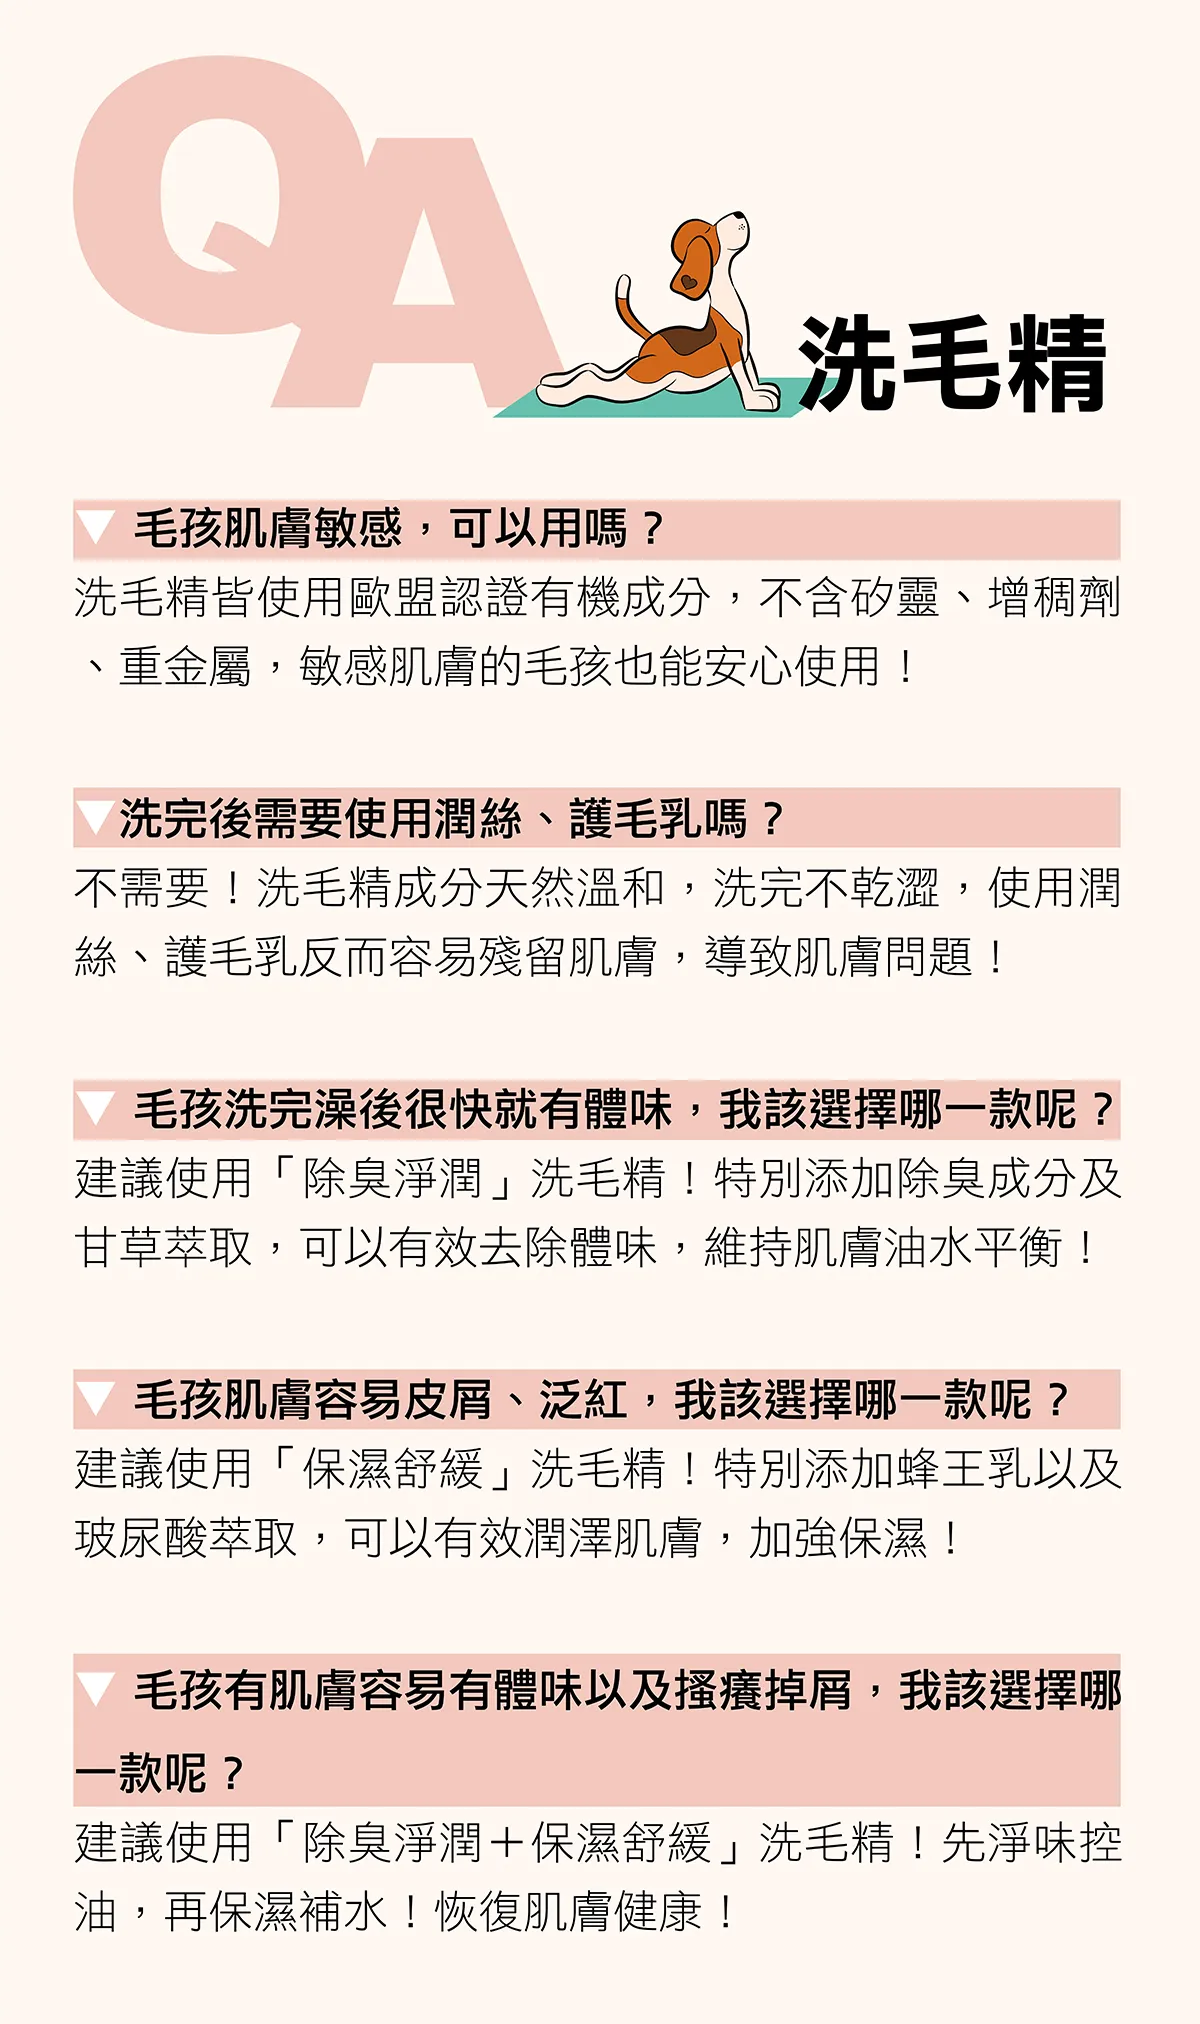 QA
洗毛精
▼ 毛孩肌膚敏感，可以用嗎？
洗毛精皆使用歐盟認證有機成分，不含矽靈、增稠劑
、重金屬，敏感肌膚的毛孩也能安心使用！
▼洗完後需要使用潤絲、護毛乳嗎？
不需要！洗毛精成分天然溫和，洗完不乾澀，使用潤
絲、護毛乳反而容易殘留肌膚，導致肌膚問題！
▼ 毛孩洗完澡後很快就有體味，我該選擇哪一款呢？
建議使用「除臭淨潤」洗毛精！特別添加除臭成分及
甘草萃取，可以有效去除體味，維持肌膚油水平衡！
▼ 毛孩肌膚容易皮屑、泛紅，我該選擇哪一款呢？
建議使用「保濕舒緩」洗毛精！特別添加蜂王乳以及
玻尿酸萃取，可以有效潤澤肌膚，加強保濕！
▼ 毛孩有肌膚容易有體味以及搔癢掉屑，我該選擇哪
一款呢？
建議使用「除臭淨潤＋保濕舒緩」洗毛精！先淨味控
油，再保濕補水！恢復肌膚健康！